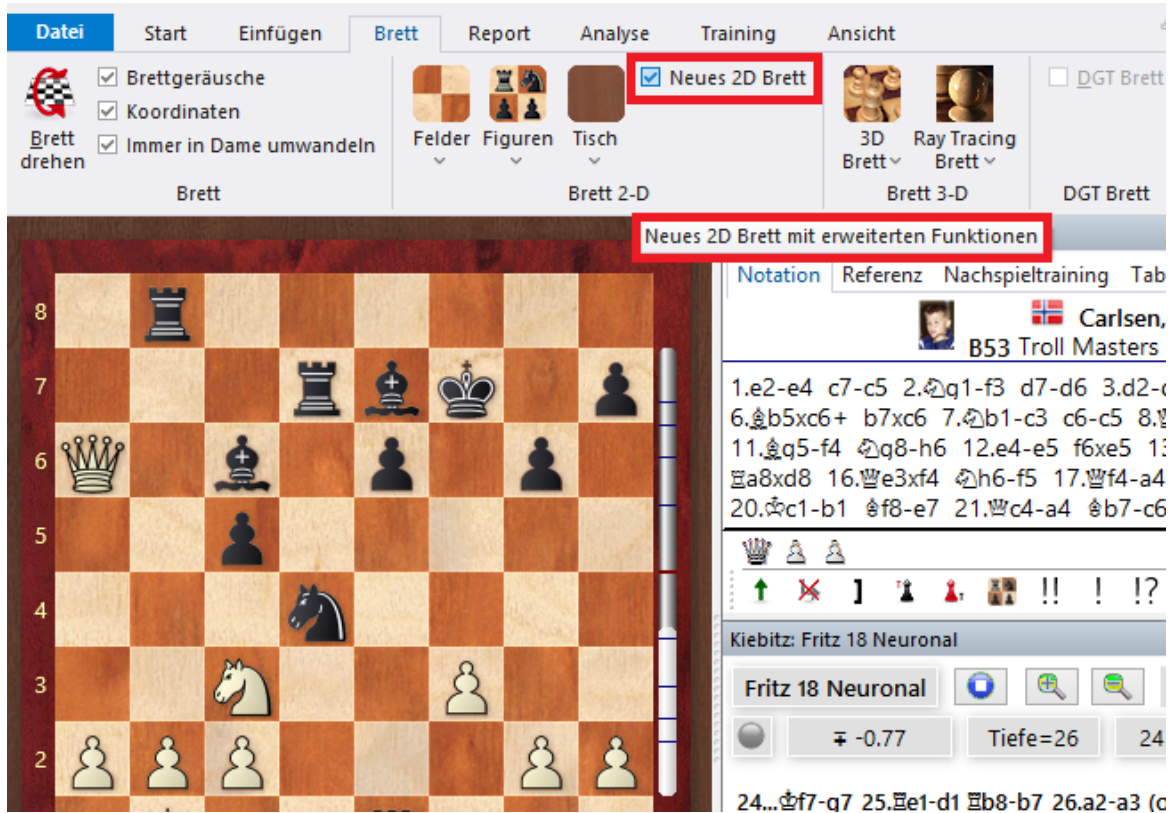 Datei Start Einfügen Brett Report Analyse Training Ansicht
Brettgeräusche
Koordinaten
Immer in Dame umwandeln
Brett drehen
Brett
Felder Figuren Tisch
Neues 2D Brett
Brett 2-D
3D Brett
Ray Tracing Brett
Brett 3-D
DGT Brett
DGT Brett
Neues 2D Brett mit erweiterten Funktionen
8
7
6
5
4
3
2
Notation Referenz Nachspieltraining Tab
Carlsen,
B53 Troll Masters
1.e2-e4 c7-c5 2.♘g1-f3 d7-d6 3.d2-
6.♗b5xc6+ b7xc6 7.♘b1-c3 c6-c5 8.♕
11.♗g5-f4 ♘g8-h6 12.e4-e5 f6xe5 13
♖a8xd8 16.♕e3xf4 ♘h6-f5 17.♕f4-a4
20.♔c1-b1 ♗f8-e7 21.♕c4-a4 ♗b7-c6
] !! ! !?
Kiebitz: Fritz 18 Neuronal
Fritz 18 Neuronal
∓ -0.77 Tiefe=26 24
24...♔f7-g7 25.♖e1-d1 ♖b8-b7 26.a2-a3 (